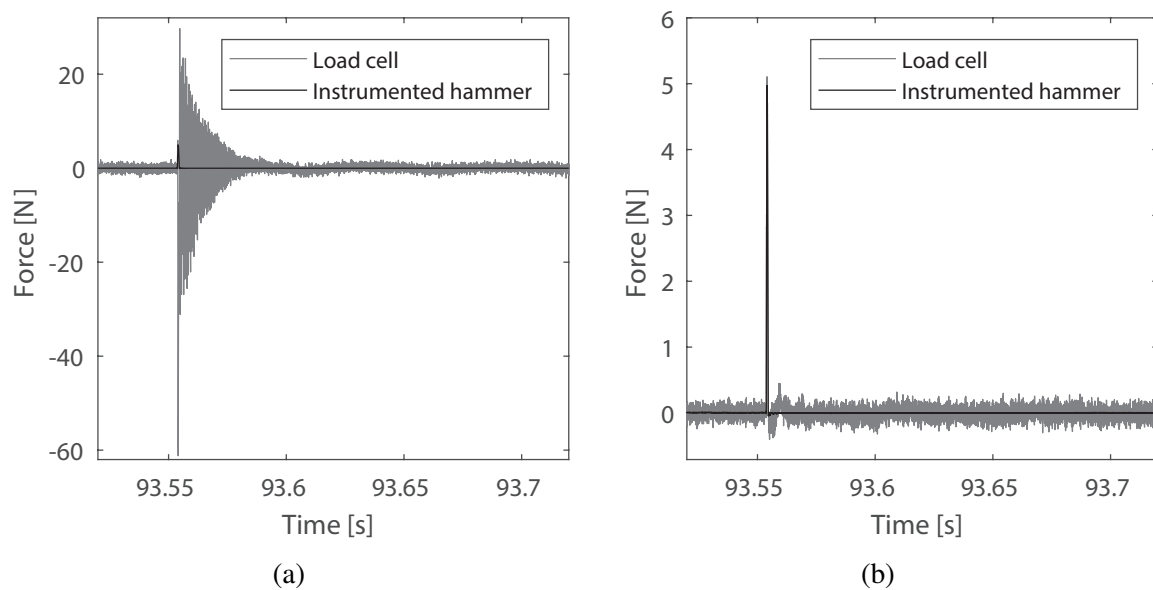 Load cell
Instrumented hammer
20
0
-20
-40
-60
Force [N]
93.55
93.6
93.65
93.7
Time [s]
(a)
Load cell
Instrumented hammer
6
5
4
3
2
1
0
Force [N]
93.55
93.6
93.65
93.7
Time [s]
(b)